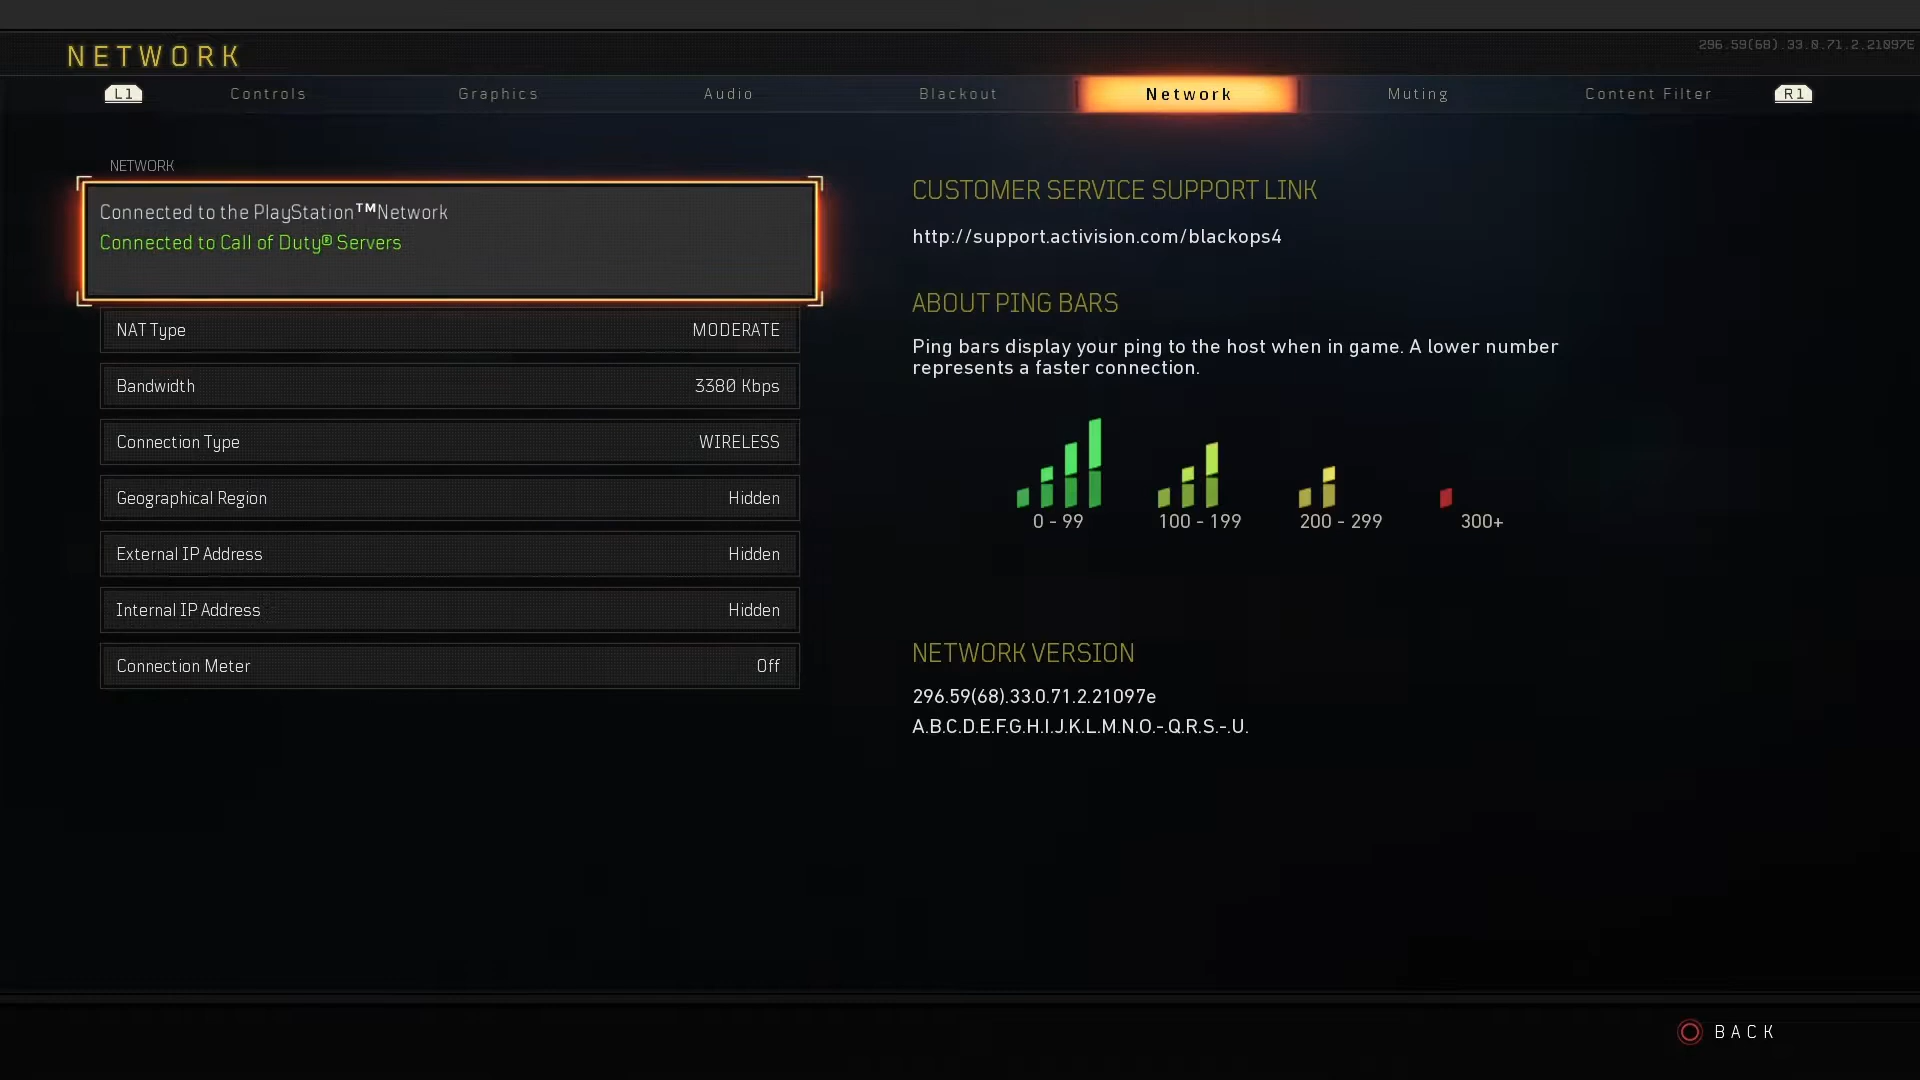 NETWORK
296.59(68).33.0.71.2.21097E
L1 Controls Graphics Audio Blackout Network Muting Content Filter R1
NETWORK
Connected to the PlayStation™Network
Connected to Call of Duty® Servers
NAT Type MODERATE
Bandwidth 3380 Kbps
Connection Type WIRELESS
Geographical Region Hidden
External IP Address Hidden
Internal IP Address Hidden
Connection Meter Off
CUSTOMER SERVICE SUPPORT LINK
http://support.activision.com/blackops4
ABOUT PING BARS
Ping bars display your ping to the host when in game. A lower number
represents a faster connection.
0 - 99 100 - 199 200 - 299 300+
NETWORK VERSION
296.59(68).33.0.71.2.21097e
A.B.C.D.E.F.G.H.I.J.K.L.M.N.O.-.Q.R.S.-.U.
BACK